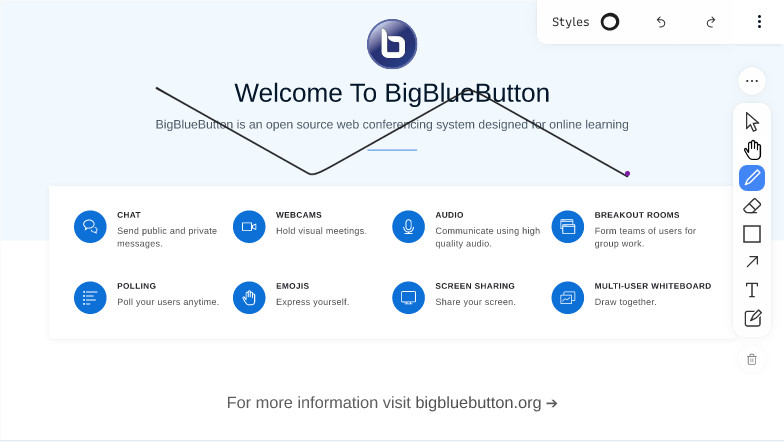 Styles
Welcome To BigBlueButton
BigBlueButton is an open source web conferencing system designed for online learning
CHAT
Send public and private
messages.
WEBCAMS
Hold visual meetings.
AUDIO
Communicate using high
quality audio.
BREAKOUT ROOMS
Form teams of users for
group work.
POLLING
Poll your users anytime.
EMOJIS
Express yourself.
SCREEN SHARING
Share your screen.
MULTI-USER WHITEBOARD
Draw together.
For more information visit bigbluebutton.org →